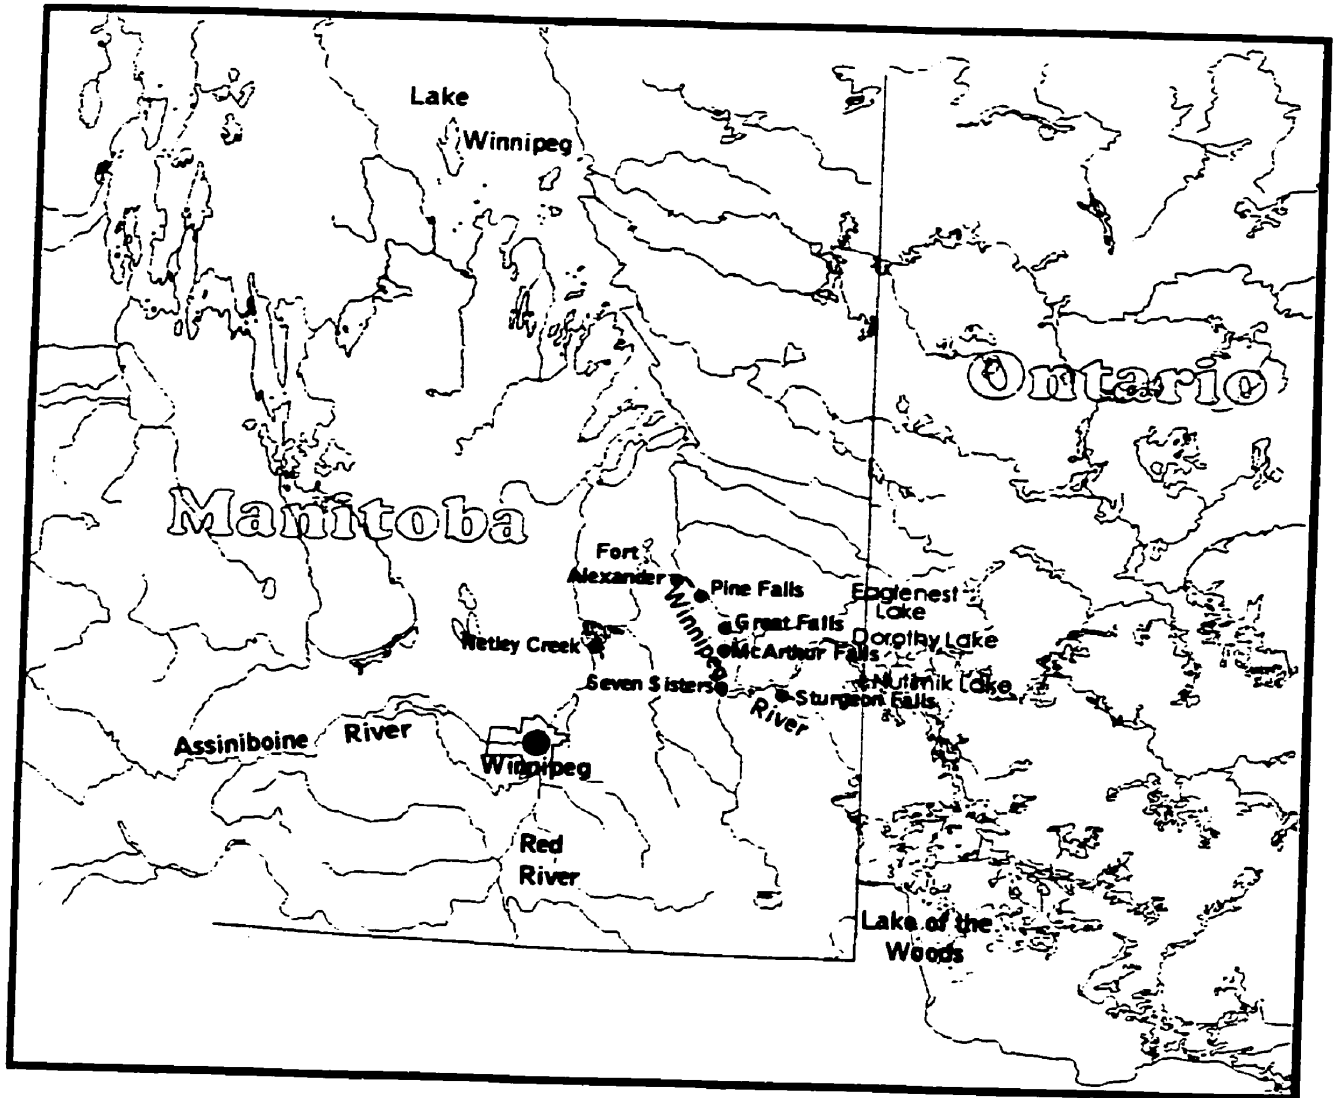 Lake
Winnipeg
Ontario
Manitoba
Fort
Alexander
Pine Falls
Winnipeg
River
Eaglenest
Lake
Great Falls
Dorothy Lake
McArthur Falls
Netley Creek
Nutimik Lake
Seven Sisters
Sturgeon Falls
Assiniboine River
Winnipeg
Red
River
Lake of the
Woods